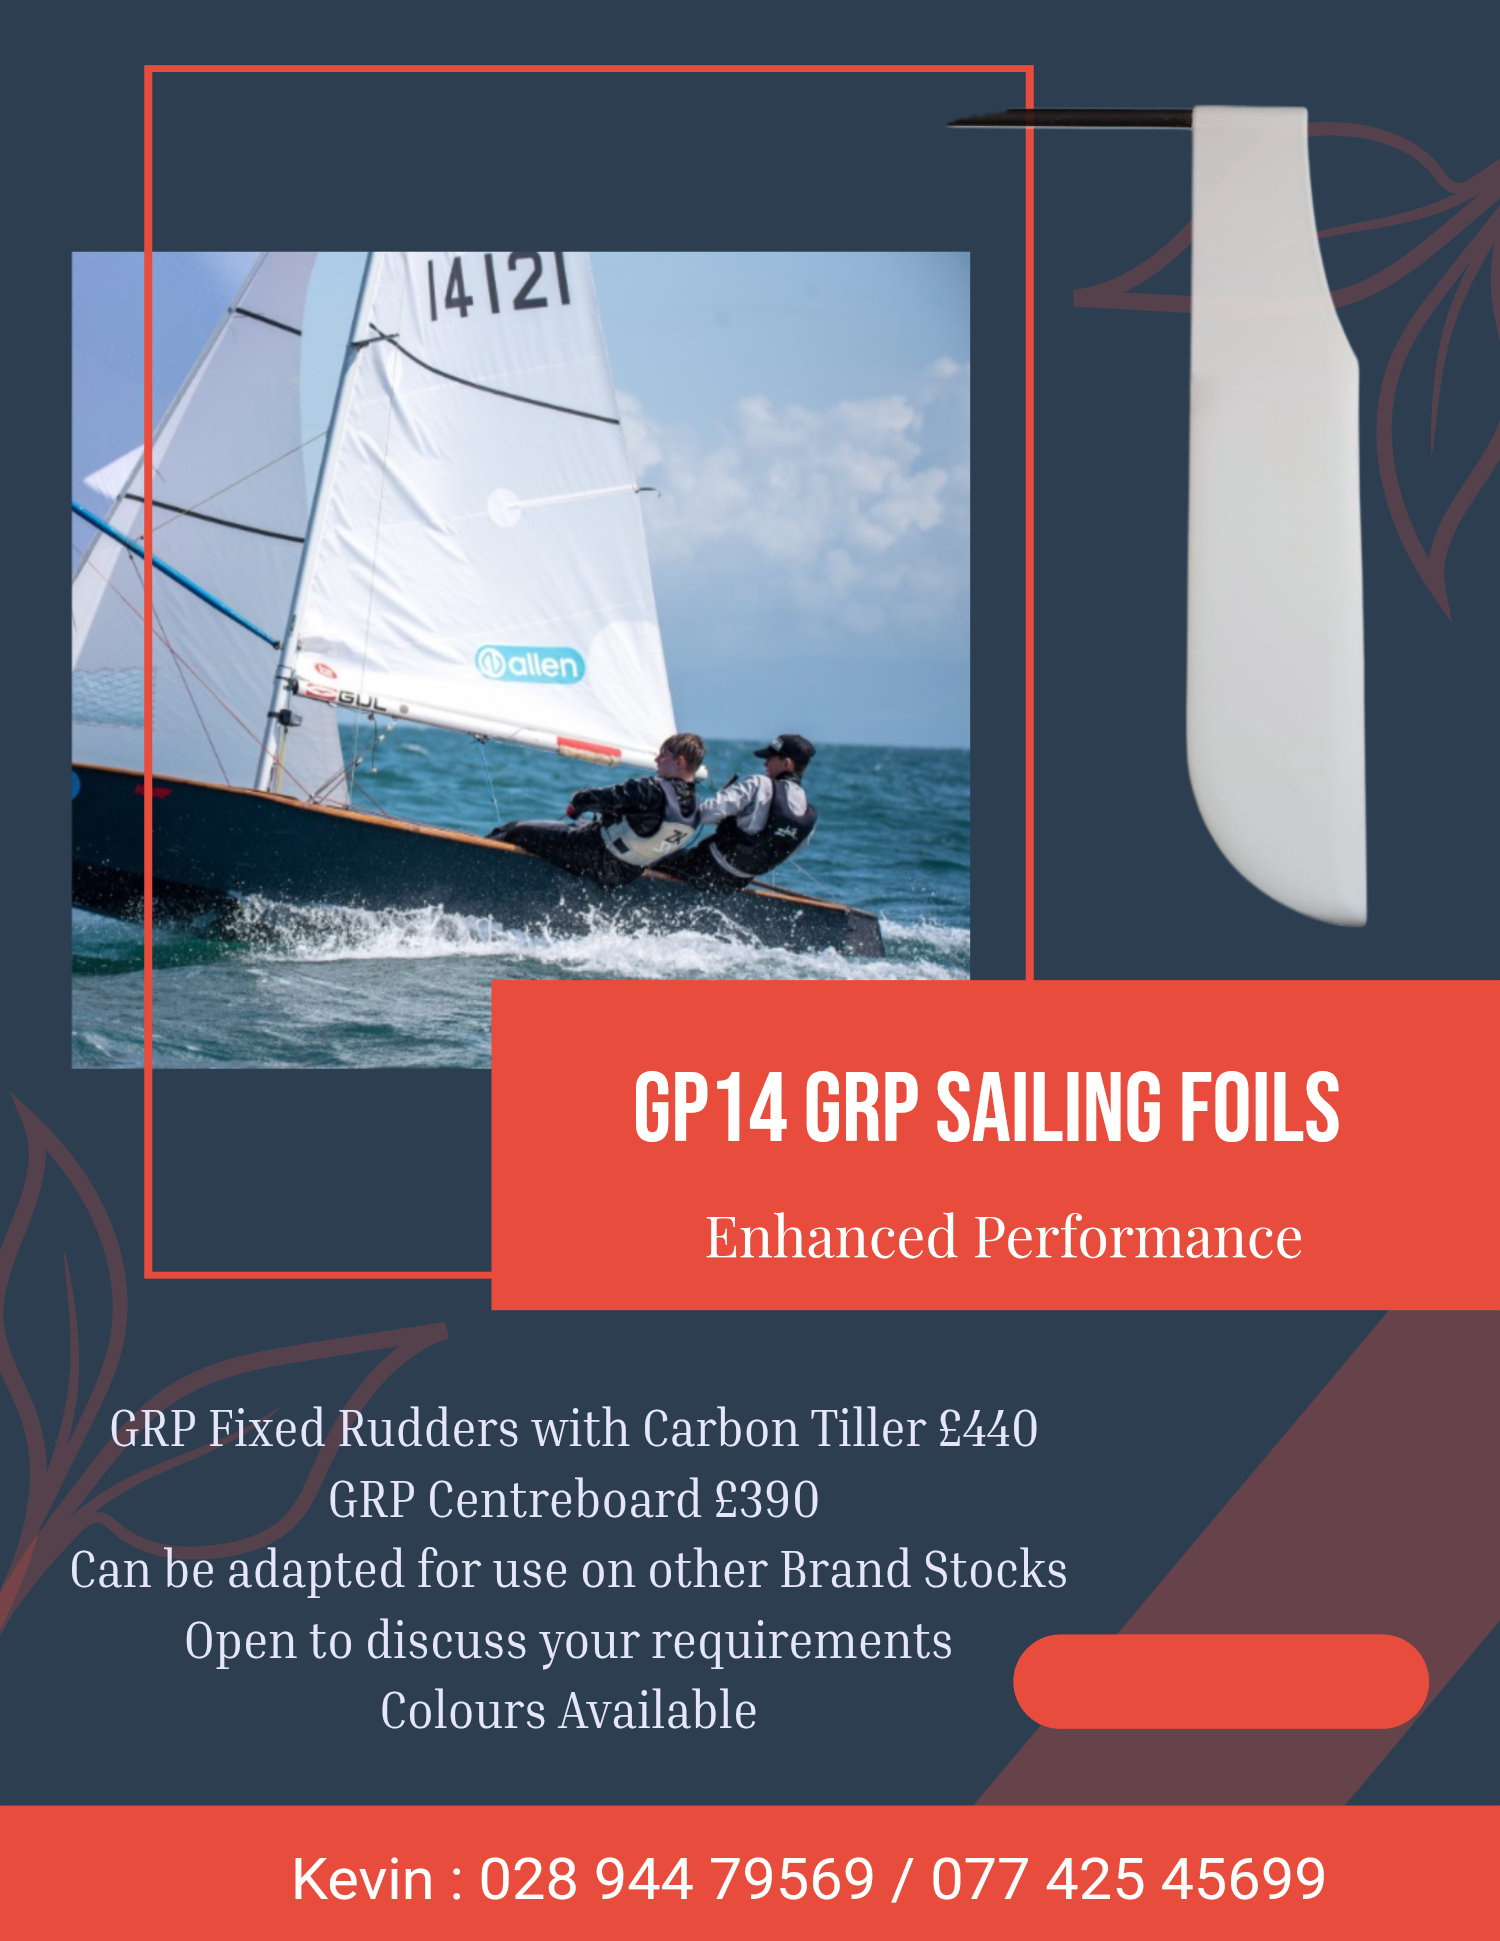 14121
allen
GUL
GP14 GRP SAILING FOILS
Enhanced Performance
GRP Fixed Rudders with Carbon Tiller £440
GRP Centreboard £390
Can be adapted for use on other Brand Stocks
Open to discuss your requirements
Colours Available
Kevin : 028 944 79569 / 077 425 45699